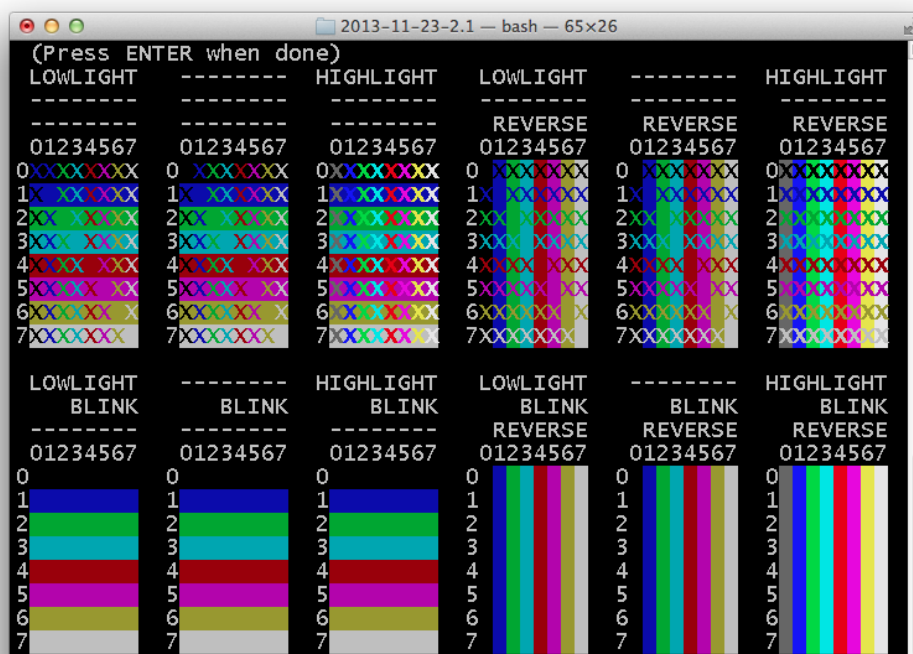 2013-11-23-2.1 — bash — 65×26
(Press ENTER when done)
LOWLIGHT -------- HIGHLIGHT LOWLIGHT -------- HIGHLIGHT
-------- -------- -------- -------- -------- --------
-------- -------- -------- REVERSE REVERSE REVERSE
01234567 01234567 01234567 01234567 01234567 01234567
0 XXXXXXX 0 XXXXXXX 0XXXXXXXX 0 XXXXXXX 0 XXXXXXX 0XXXXXXXX
1X XXXXXX 1X XXXXXX 1XXXXXXXX 1X XXXXXX 1X XXXXXX 1XXXXXXXX
2XX XXXXX 2XX XXXXX 2XXXXXXXX 2XX XXXXX 2XX XXXXX 2XXXXXXXX
3XXX XXXX 3XXX XXXX 3XXXXXXXX 3XXX XXXX 3XXX XXXX 3XXXXXXXX
4XXXX XXX 4XXXX XXX 4XXXXXXXX 4XXXX XXX 4XXXX XXX 4XXXXXXXX
5XXXXX XX 5XXXXX XX 5XXXXXXXX 5XXXXX XX 5XXXXX XX 5XXXXXXXX
6XXXXXX X 6XXXXXX X 6XXXXXXXX 6XXXXXX X 6XXXXXX X 6XXXXXXXX
7XXXXXXX 7XXXXXXX 7XXXXXXXX 7XXXXXXX 7XXXXXXX 7XXXXXXXX
LOWLIGHT -------- HIGHLIGHT LOWLIGHT -------- HIGHLIGHT
BLINK BLINK BLINK BLINK BLINK BLINK
-------- -------- -------- REVERSE REVERSE REVERSE
01234567 01234567 01234567 01234567 01234567 01234567
0 0 0 0 0 0
1 1 1 1 1 1
2 2 2 2 2 2
3 3 3 3 3 3
4 4 4 4 4 4
5 5 5 5 5 5
6 6 6 6 6 6
7 7 7 7 7 7